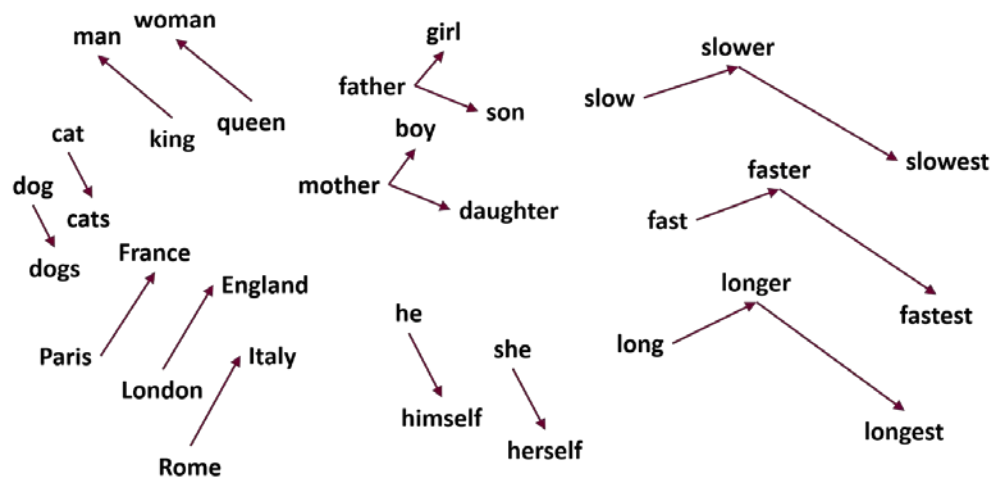 man
woman
king
queen
cat
cats
dog
dogs
France
England
Italy
Paris
London
Rome
father
girl
son
mother
boy
daughter
he
himself
she
herself
slow
slower
slowest
fast
faster
fastest
long
longer
longest